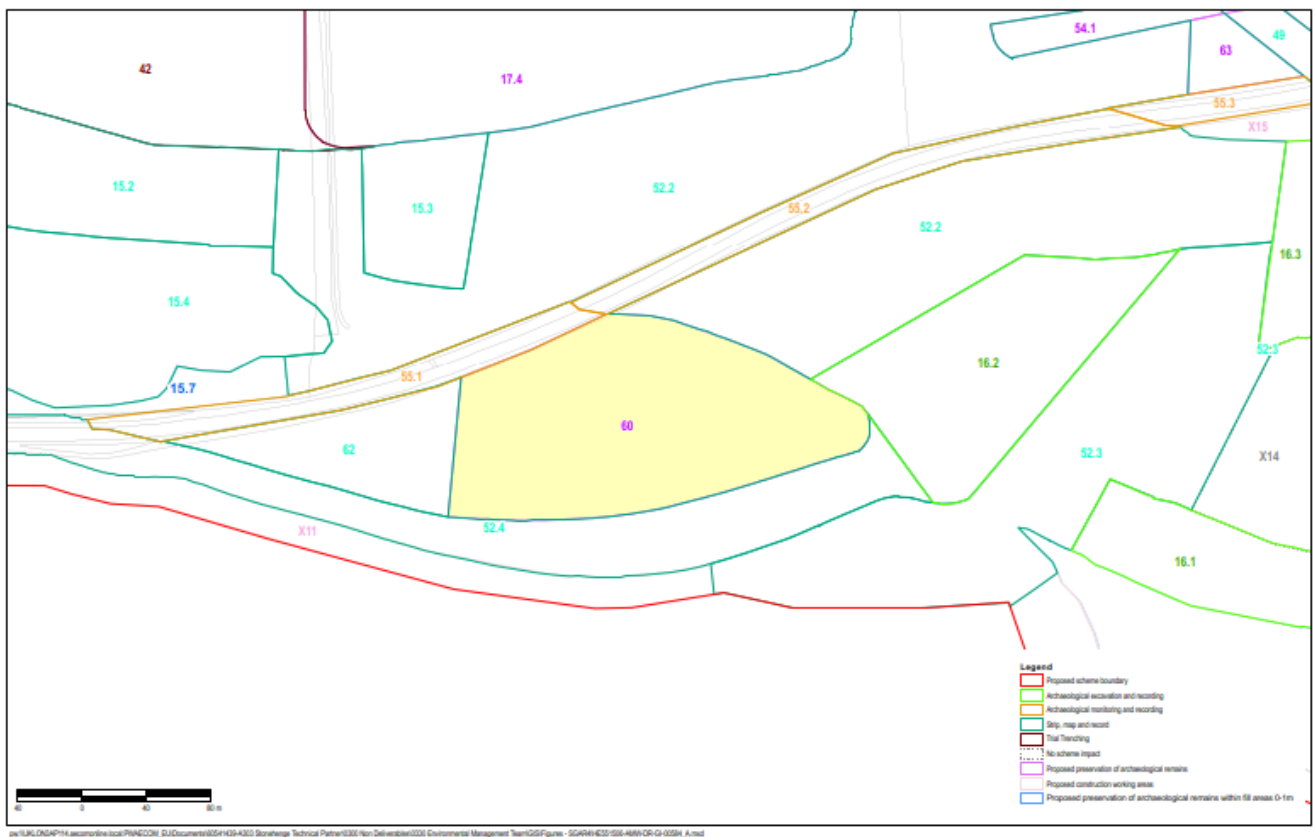 54.1
49
63
42
17.4
55.3
X15
15.2
52.2
15.3
55.2
52.2
16.3
15.4
52.3
16.2
55.1
15.7
60
62
52.3
X14
52.4
X11
16.1
Legend
Proposed scheme boundary
Archaeological excavation and recording
Archaeological monitoring and recording
Strip, map and record
Trial Trenching
No scheme impact
Proposed preservation of archaeological remains
Proposed construction working areas
Proposed preservation of archaeological remains within fill areas 0-1m
40 0 40 80 m